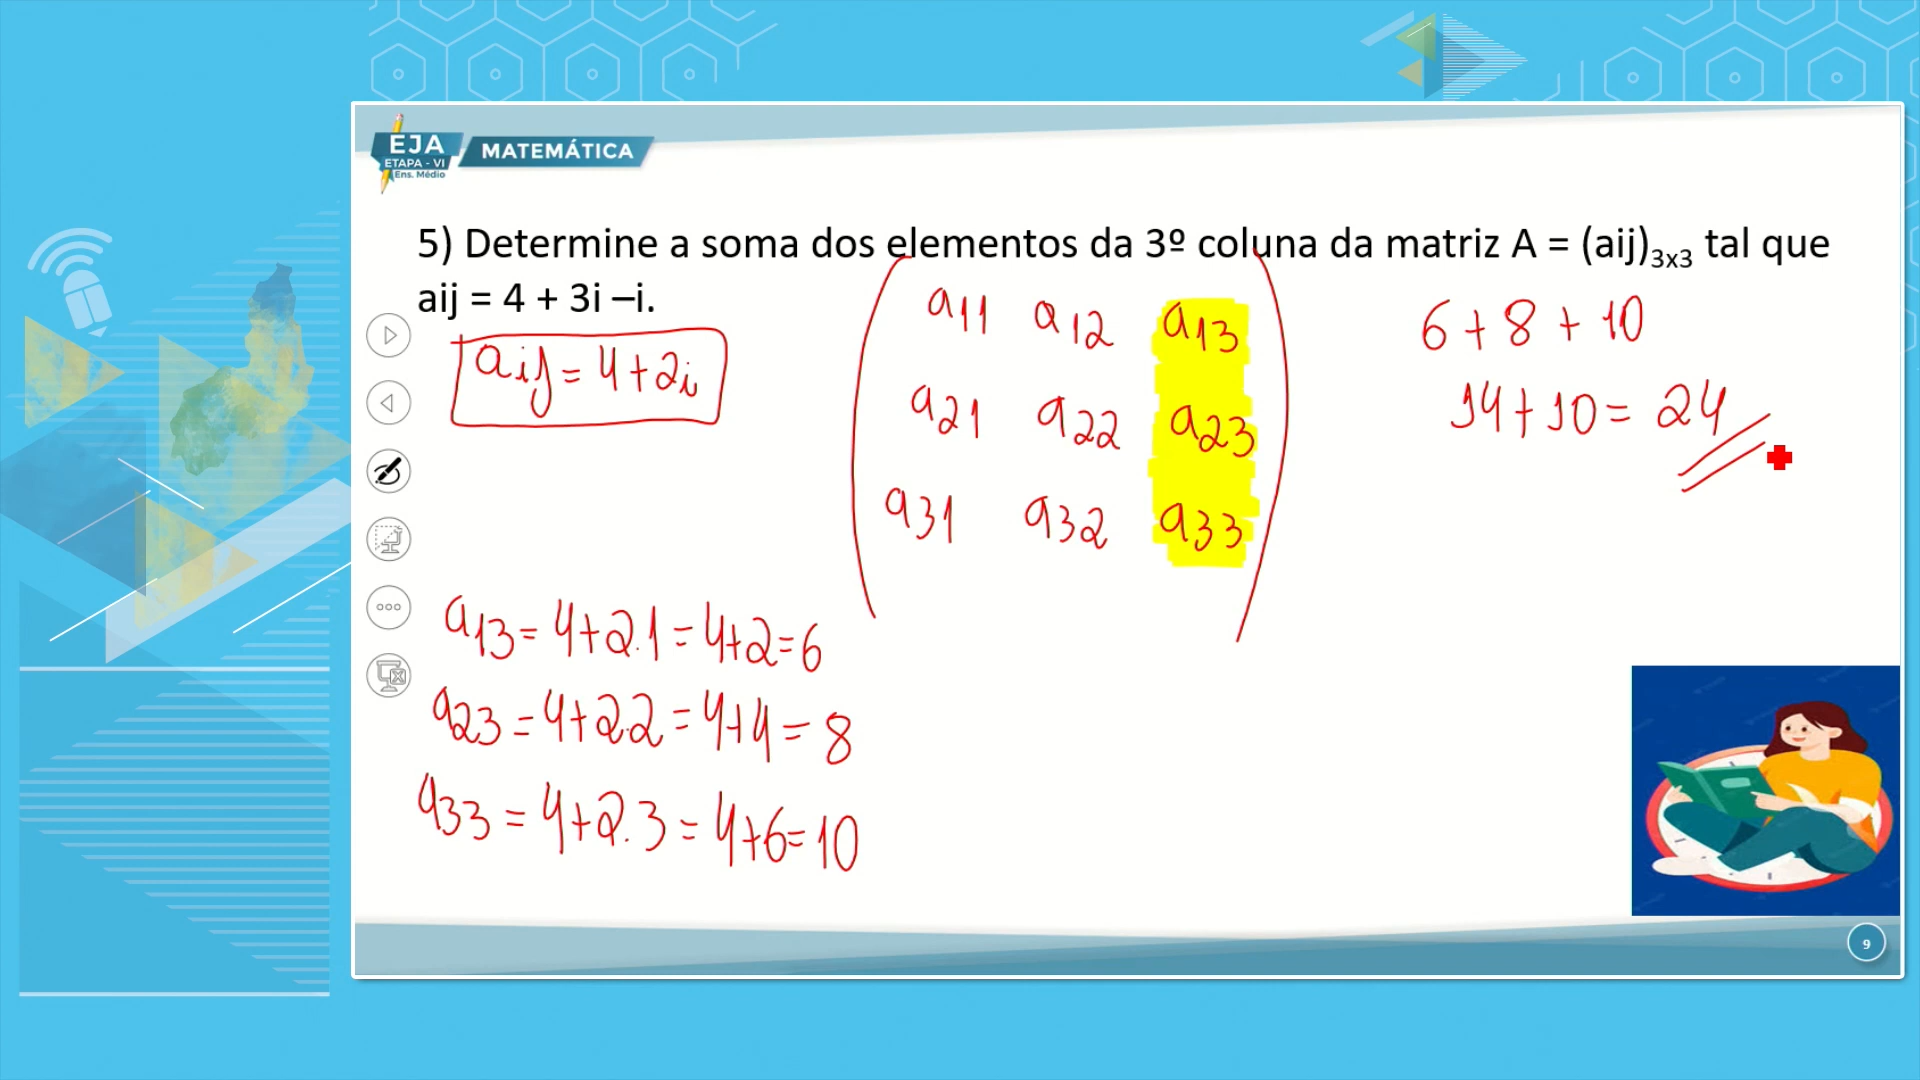 EJA
ETAPA - VI
Ens. Médio
MATEMÁTICA
5) Determine a soma dos elementos da 3º coluna da matriz A = (aij)3x3 tal que
aij = 4 + 3i –i.
aij = 4+2i
a11 a12 a13
a21 a22 a23
a31 a32 a33
6+8+10
14+10= 24
a13= 4+2.1= 4+2=6
a23 =4+2.2=4+4=8
a33 = 4+2.3=4+6=10
9